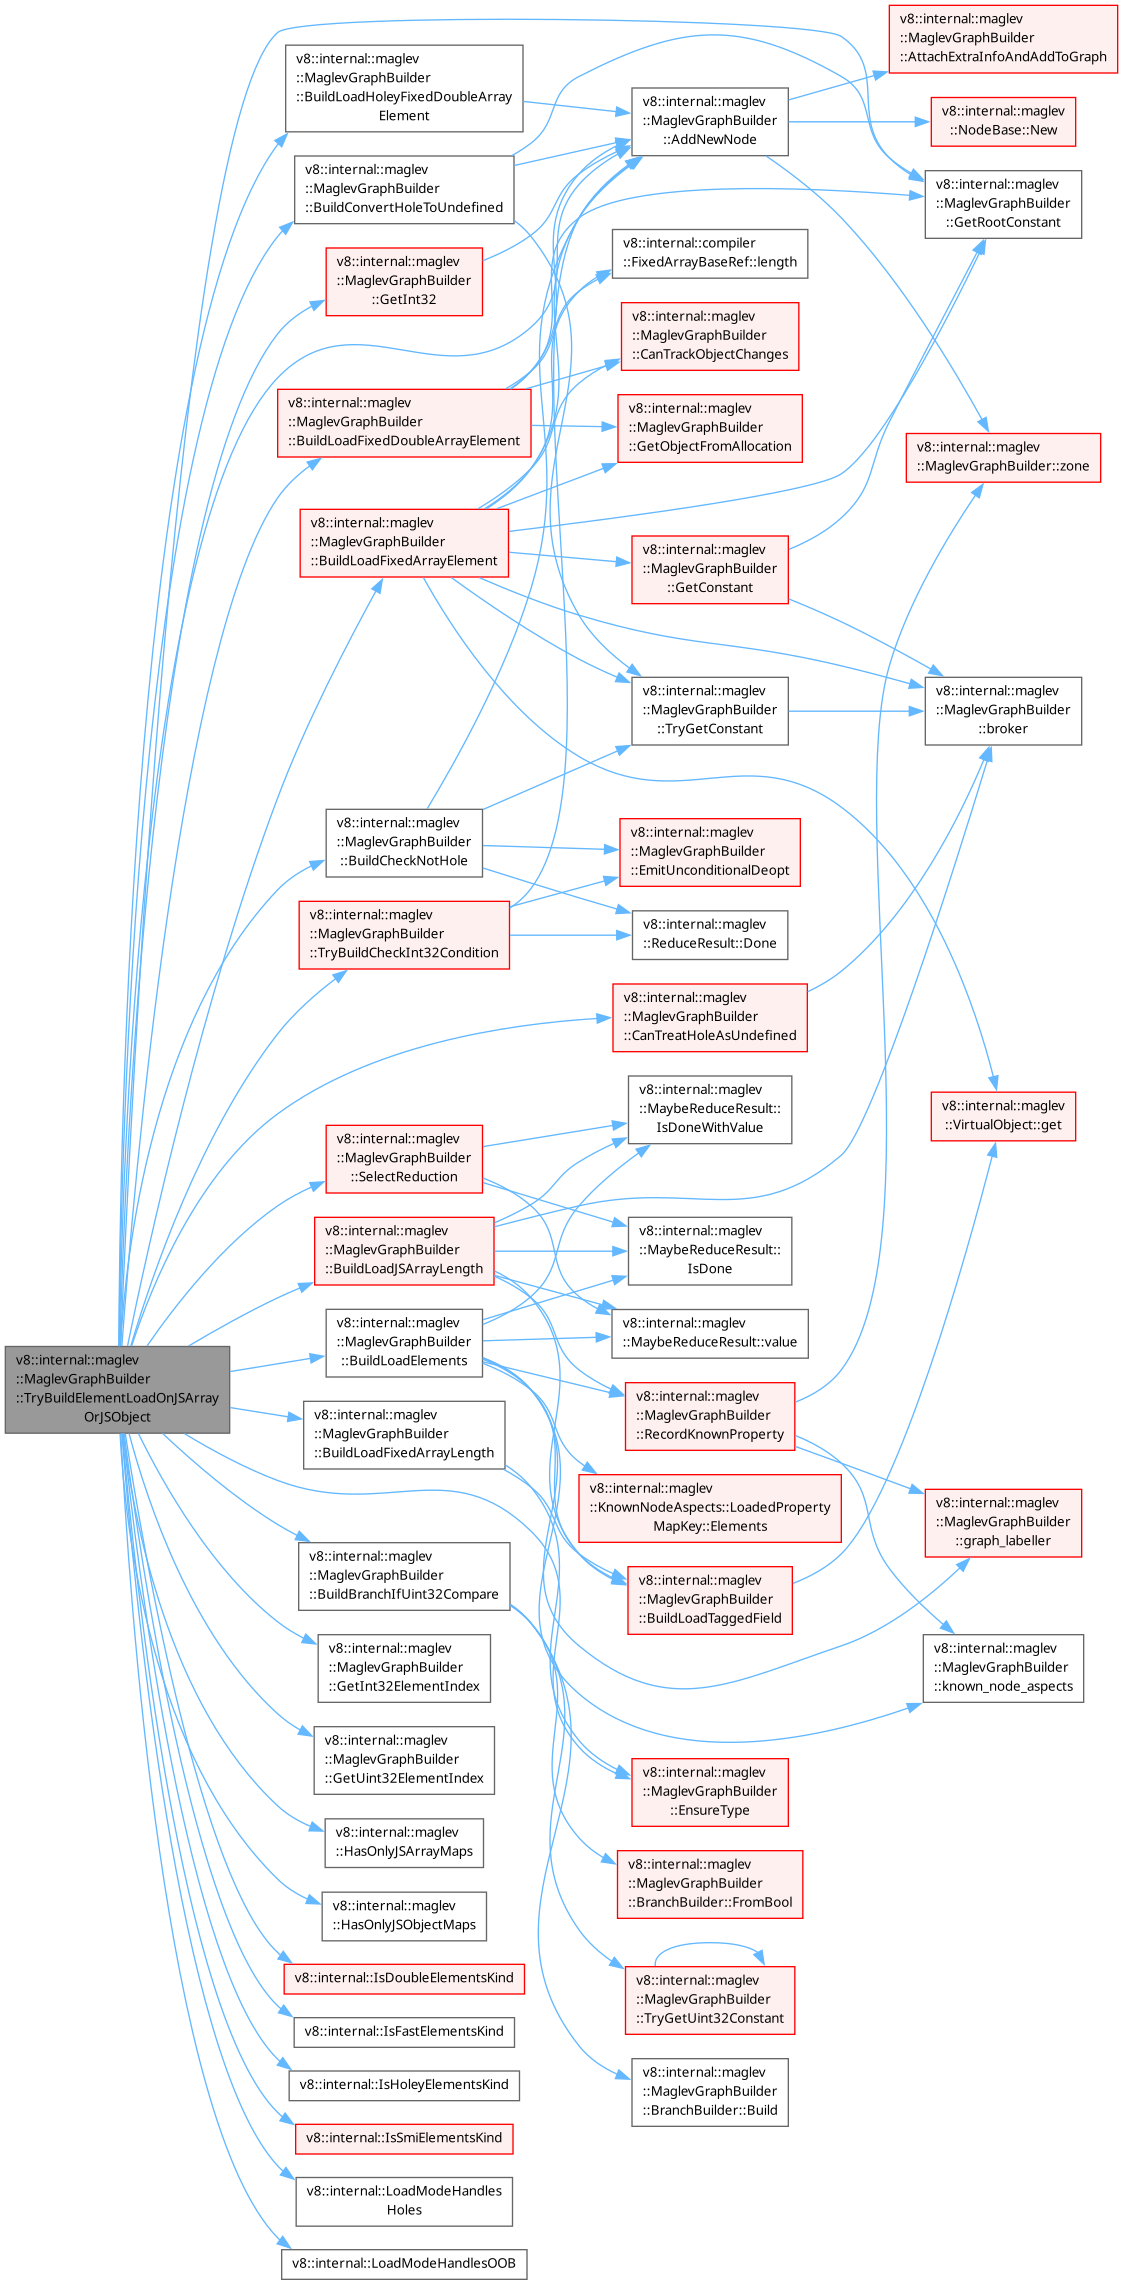 v8::internal::maglev
::MaglevGraphBuilder
::TryBuildElementLoadOnJSArray
OrJSObject
v8::internal::maglev
::MaglevGraphBuilder
::BuildLoadHoleyFixedDoubleArray
Element
v8::internal::maglev
::MaglevGraphBuilder
::BuildConvertHoleToUndefined
v8::internal::maglev
::MaglevGraphBuilder
::GetInt32
v8::internal::maglev
::MaglevGraphBuilder
::BuildLoadFixedDoubleArrayElement
v8::internal::maglev
::MaglevGraphBuilder
::BuildLoadFixedArrayElement
v8::internal::maglev
::MaglevGraphBuilder
::BuildCheckNotHole
v8::internal::maglev
::MaglevGraphBuilder
::TryBuildCheckInt32Condition
v8::internal::maglev
::MaglevGraphBuilder
::SelectReduction
v8::internal::maglev
::MaglevGraphBuilder
::BuildLoadJSArrayLength
v8::internal::maglev
::MaglevGraphBuilder
::BuildLoadElements
v8::internal::maglev
::MaglevGraphBuilder
::BuildLoadFixedArrayLength
v8::internal::maglev
::MaglevGraphBuilder
::BuildBranchIfUint32Compare
v8::internal::maglev
::MaglevGraphBuilder
::GetInt32ElementIndex
v8::internal::maglev
::MaglevGraphBuilder
::GetUint32ElementIndex
v8::internal::maglev
::HasOnlyJSArrayMaps
v8::internal::maglev
::HasOnlyJSObjectMaps
v8::internal::IsDoubleElementsKind
v8::internal::IsFastElementsKind
v8::internal::IsHoleyElementsKind
v8::internal::IsSmiElementsKind
v8::internal::LoadModeHandles
Holes
v8::internal::LoadModeHandlesOOB
v8::internal::maglev
::MaglevGraphBuilder
::AddNewNode
v8::internal::compiler
::FixedArrayBaseRef::length
v8::internal::maglev
::MaglevGraphBuilder
::CanTrackObjectChanges
v8::internal::maglev
::MaglevGraphBuilder
::GetObjectFromAllocation
v8::internal::maglev
::MaglevGraphBuilder
::GetConstant
v8::internal::maglev
::MaglevGraphBuilder
::TryGetConstant
v8::internal::maglev
::MaglevGraphBuilder
::EmitUnconditionalDeopt
v8::internal::maglev
::ReduceResult::Done
v8::internal::maglev
::MaglevGraphBuilder
::CanTreatHoleAsUndefined
v8::internal::maglev
::MaybeReduceResult::
IsDoneWithValue
v8::internal::maglev
::MaybeReduceResult::
IsDone
v8::internal::maglev
::MaybeReduceResult::value
v8::internal::maglev
::MaglevGraphBuilder
::RecordKnownProperty
v8::internal::maglev
::KnownNodeAspects::LoadedProperty
MapKey::Elements
v8::internal::maglev
::MaglevGraphBuilder
::BuildLoadTaggedField
v8::internal::maglev
::MaglevGraphBuilder
::EnsureType
v8::internal::maglev
::MaglevGraphBuilder
::BranchBuilder::FromBool
v8::internal::maglev
::MaglevGraphBuilder
::TryGetUint32Constant
v8::internal::maglev
::MaglevGraphBuilder
::BranchBuilder::Build
v8::internal::maglev
::MaglevGraphBuilder
::AttachExtraInfoAndAddToGraph
v8::internal::maglev
::NodeBase::New
v8::internal::maglev
::MaglevGraphBuilder
::GetRootConstant
v8::internal::maglev
::MaglevGraphBuilder::zone
v8::internal::maglev
::MaglevGraphBuilder
::broker
v8::internal::maglev
::VirtualObject::get
v8::internal::maglev
::MaglevGraphBuilder
::graph_labeller
v8::internal::maglev
::MaglevGraphBuilder
::known_node_aspects